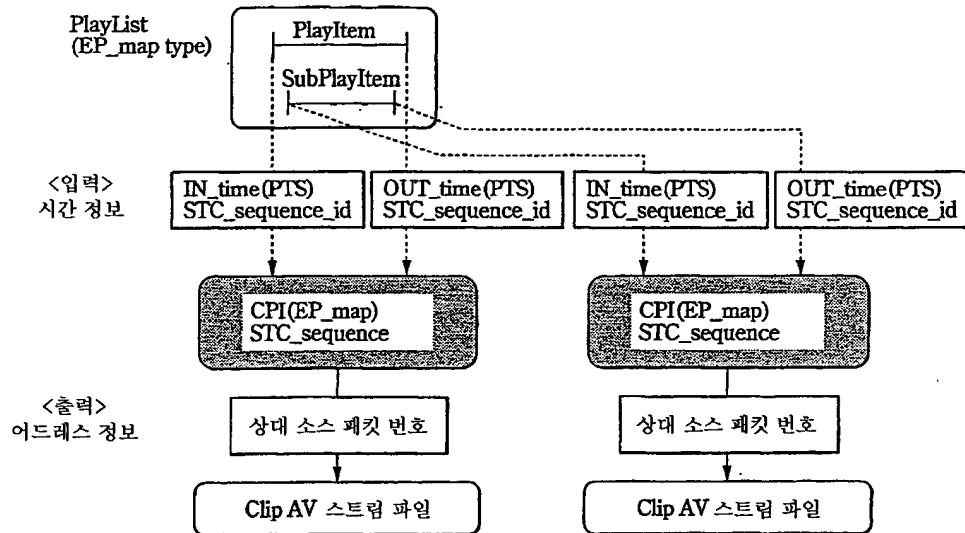 PlayList
(EP_map type)
PlayItem
SubPlayItem
<입력>
시간 정보
IN_time(PTS)
STC_sequence_id
OUT_time(PTS)
STC_sequence_id
IN_time(PTS)
STC_sequence_id
OUT_time(PTS)
STC_sequence_id
CPI(EP_map)
STC_sequence
CPI(EP_map)
STC_sequence
<출력>
어드레스 정보
상대 소스 패킷 번호
상대 소스 패킷 번호
Clip AV 스트림 파일
Clip AV 스트림 파일